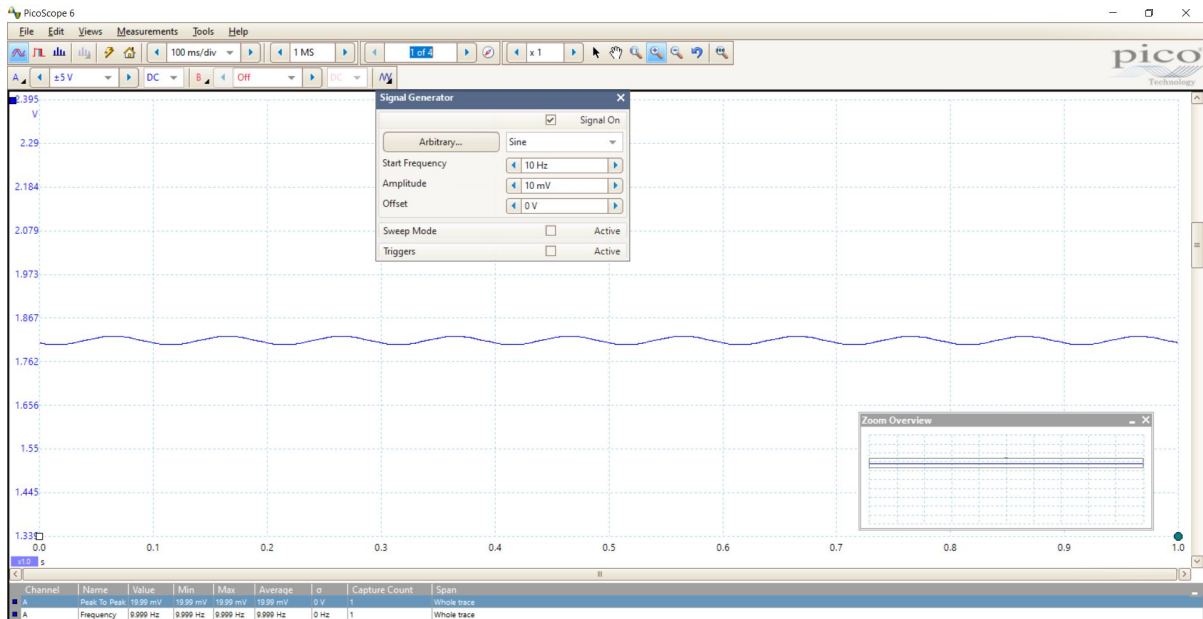 PicoScope 6
File Edit Views Measurements Tools Help
100 ms/div 1 MS 1 of 4 x 1
pico
Technology
A ±5 V DC B Off DC
Signal Generator
Signal On
Arbitrary... Sine
Start Frequency 10 Hz
Amplitude 10 mV
Offset 0 V
Sweep Mode Active
Triggers Active
2.395
V
2.29
2.184
2.079
1.973
1.867
1.762
1.656
1.55
1.445
1.339
Zoom Overview
0.0 0.1 0.2 0.3 0.4 0.5 0.6 0.7 0.8 0.9 1.0
x1.0 s
Channel Name Value Min Max Average σ Capture Count Span
A Peak To Peak 19.99 mV 19.99 mV 19.99 mV 19.99 mV 0 V 1 Whole trace
A Frequency 9.999 Hz 9.999 Hz 9.999 Hz 9.999 Hz 0 Hz 1 Whole trace